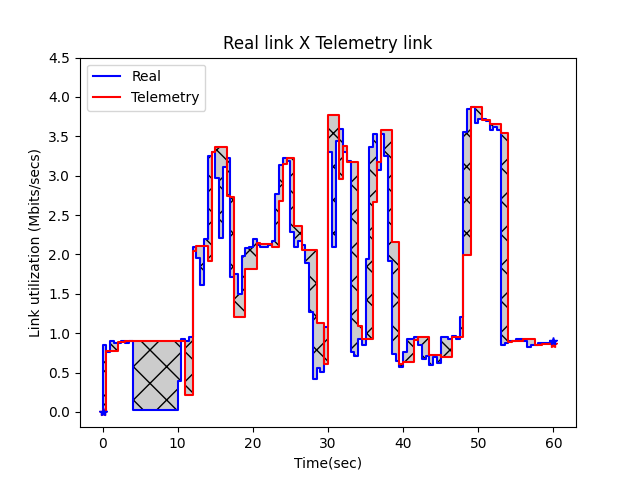 Real link X Telemetry link
Real
Telemetry
Link utilization (Mbits/secs)
4.5
4.0
3.5
3.0
2.5
2.0
1.5
1.0
0.5
0.0
0 10 20 30 40 50 60
Time(sec)